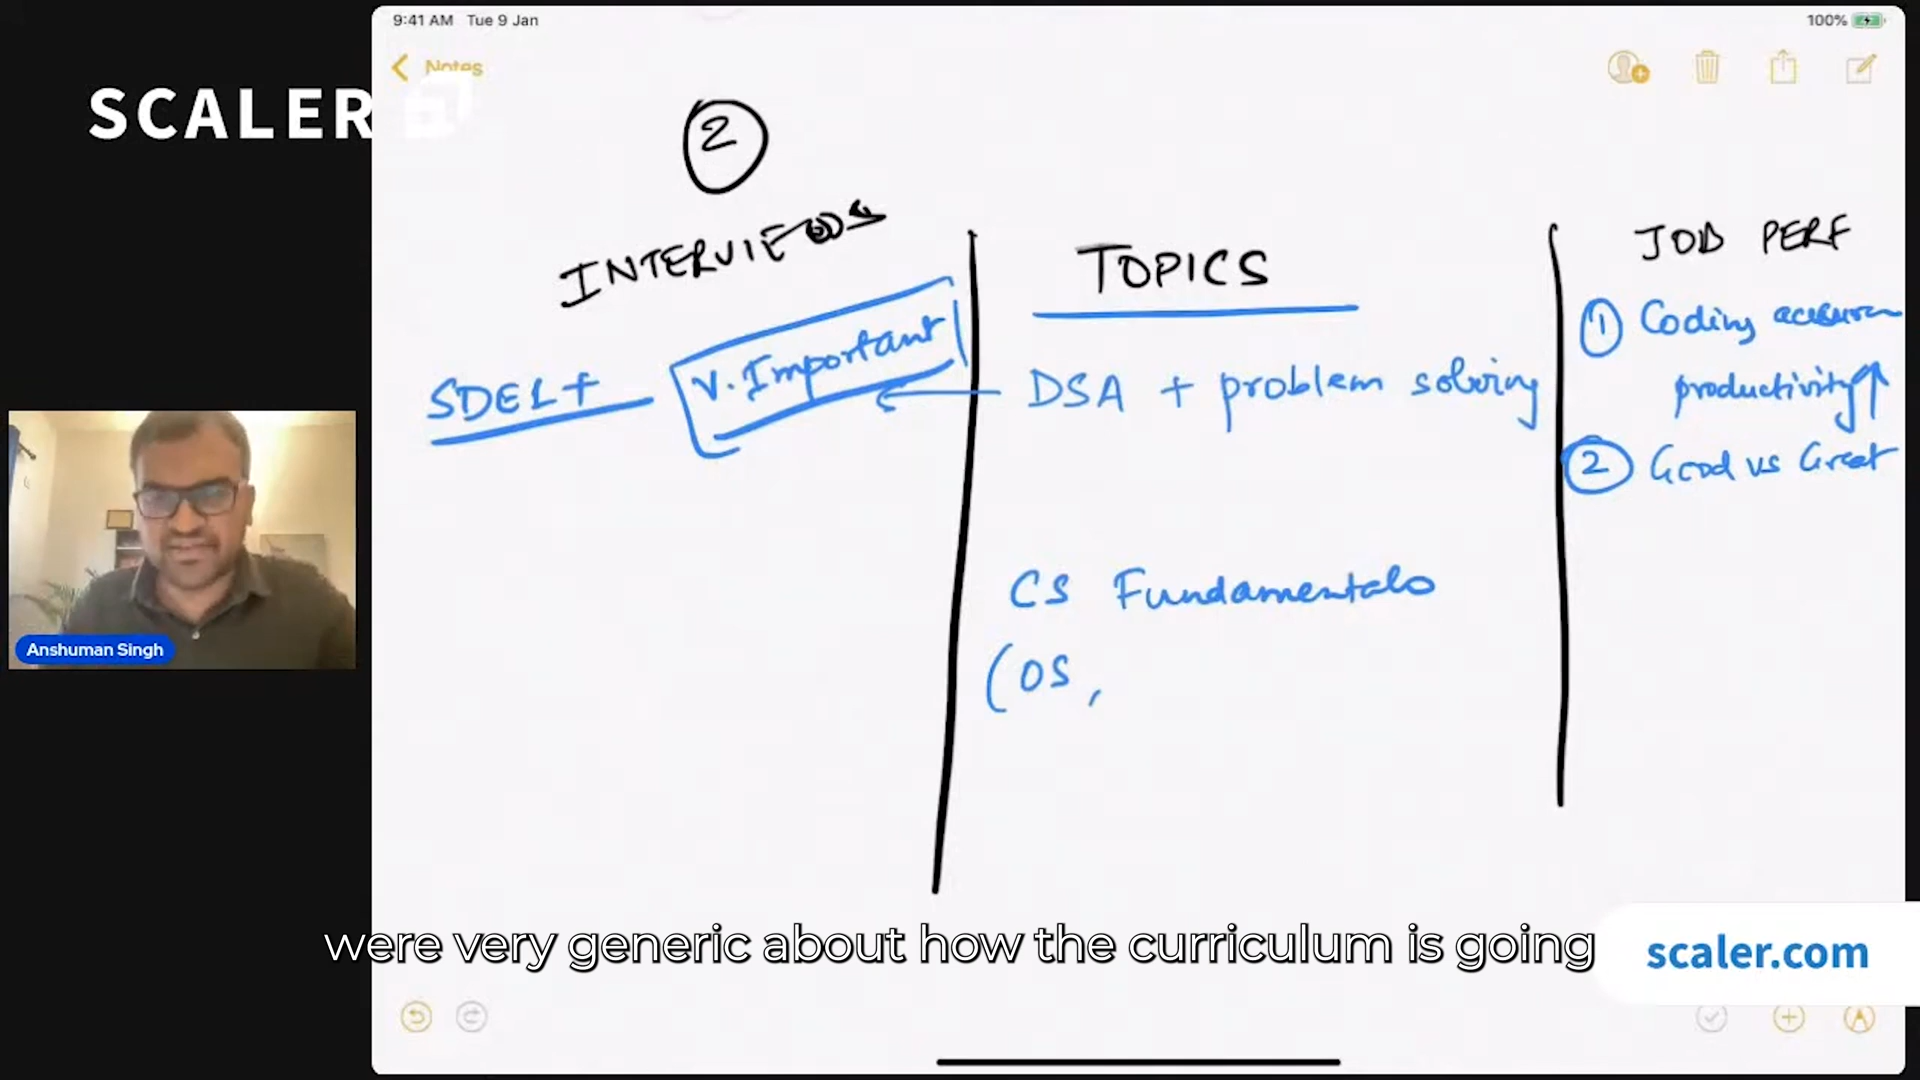 9:41 AM Tue 9 Jan
100%
Notes
SCALER
2
INTERVIEWS
TOPICS
JOB PERF
SDE1+
V. Important
DSA + problem solving
1 Coding
productivity
2 Good vs Great
CS Fundamentals
(OS,
Anshuman Singh
were very generic about how the curriculum is going
scaler.com